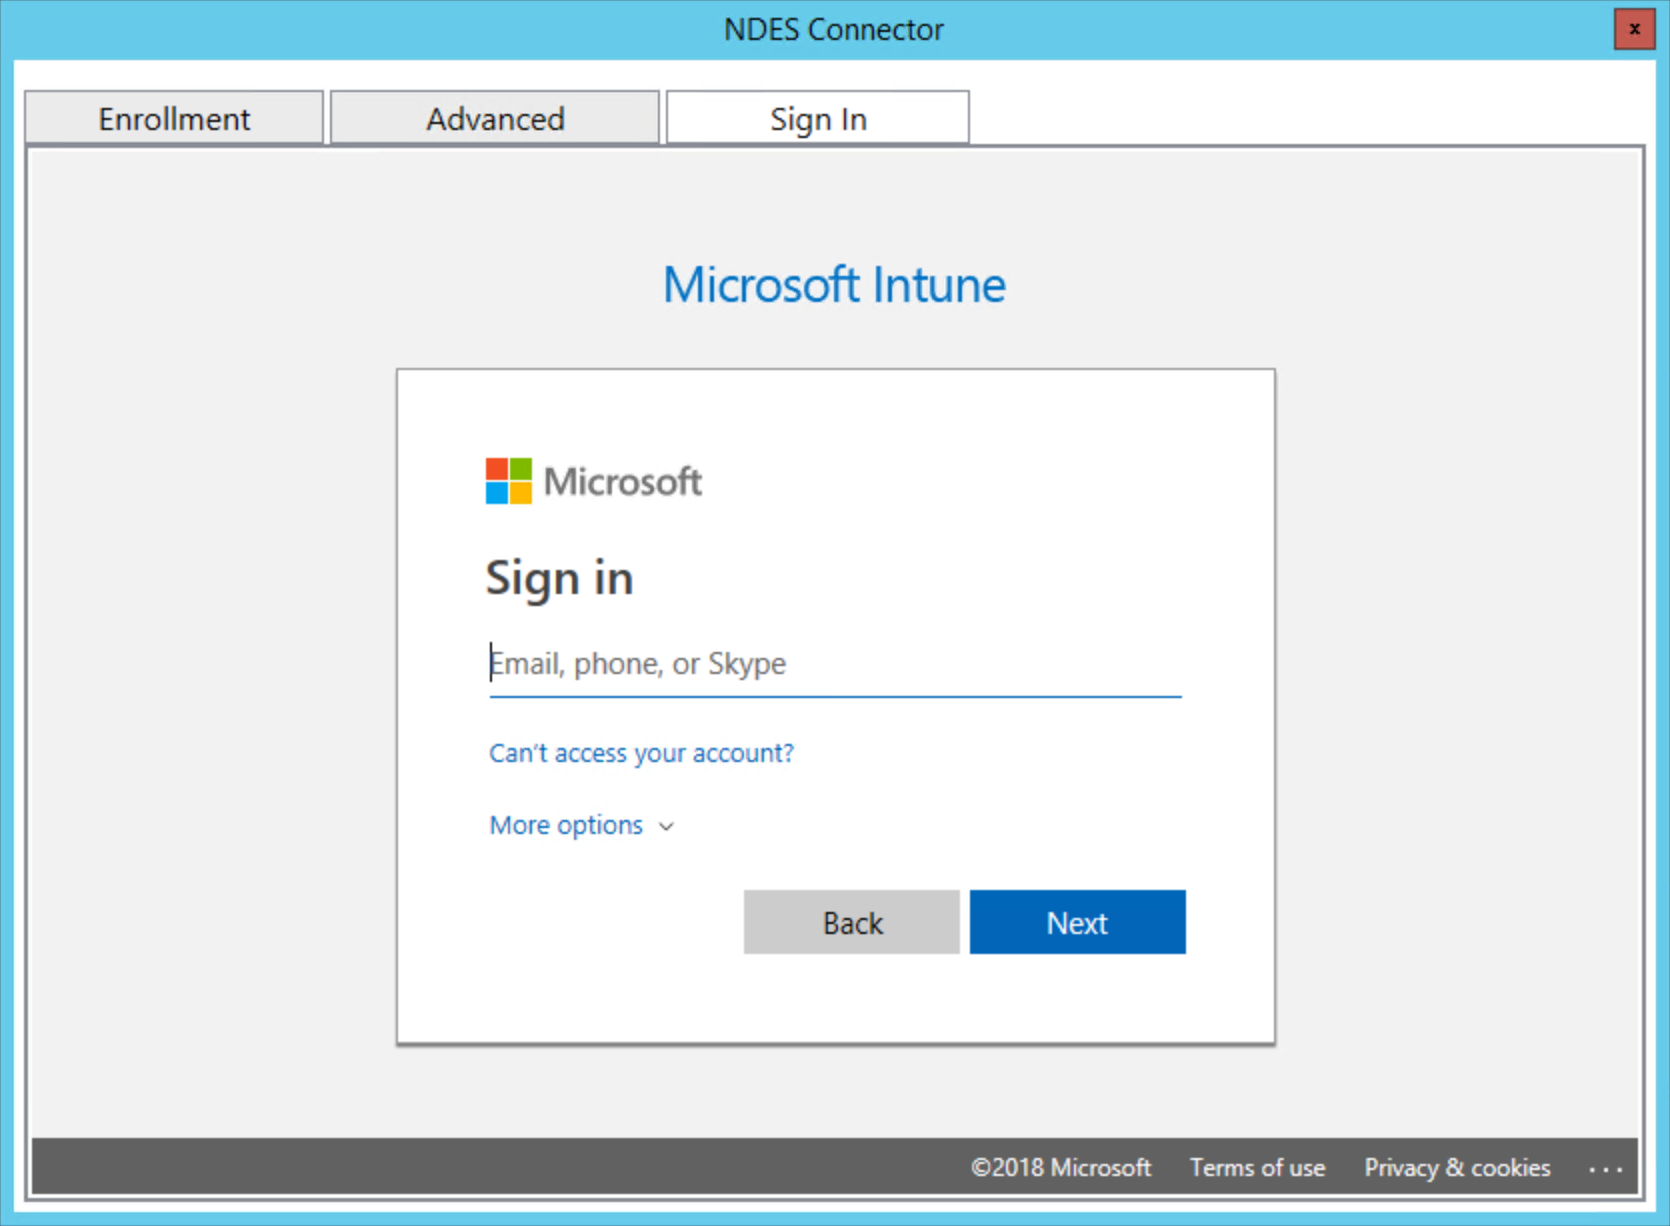 NDES Connector
x
Enrollment Advanced Sign In
Microsoft Intune
Microsoft
Sign in
Email, phone, or Skype
Can't access your account?
More options
Back Next
©2018 Microsoft Terms of use Privacy & cookies ...